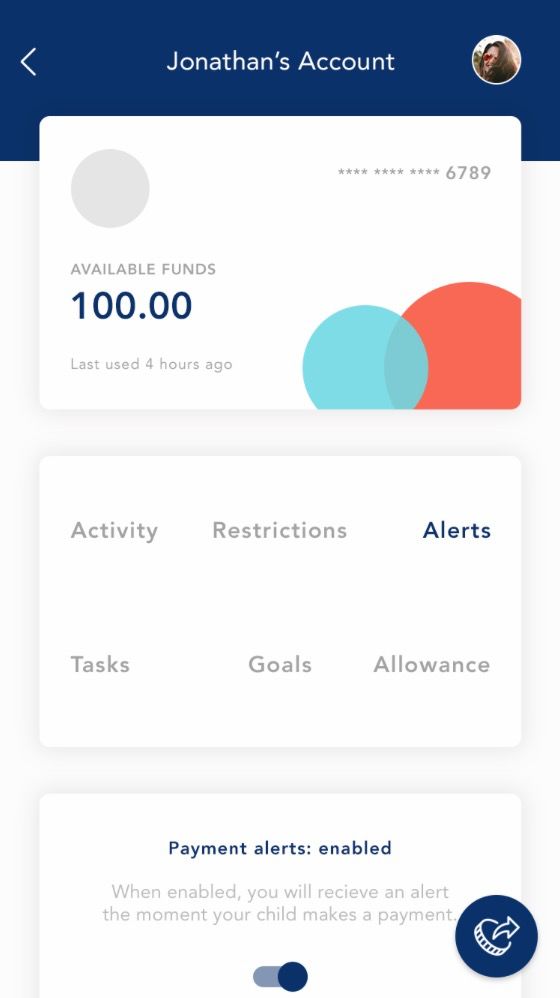 Jonathan’s Account
**** **** **** 6789
AVAILABLE FUNDS
100.00
Last used 4 hours ago
Activity Restrictions Alerts
Tasks Goals Allowance
Payment alerts: enabled
When enabled, you will recieve an alert
the moment your child makes a payment.